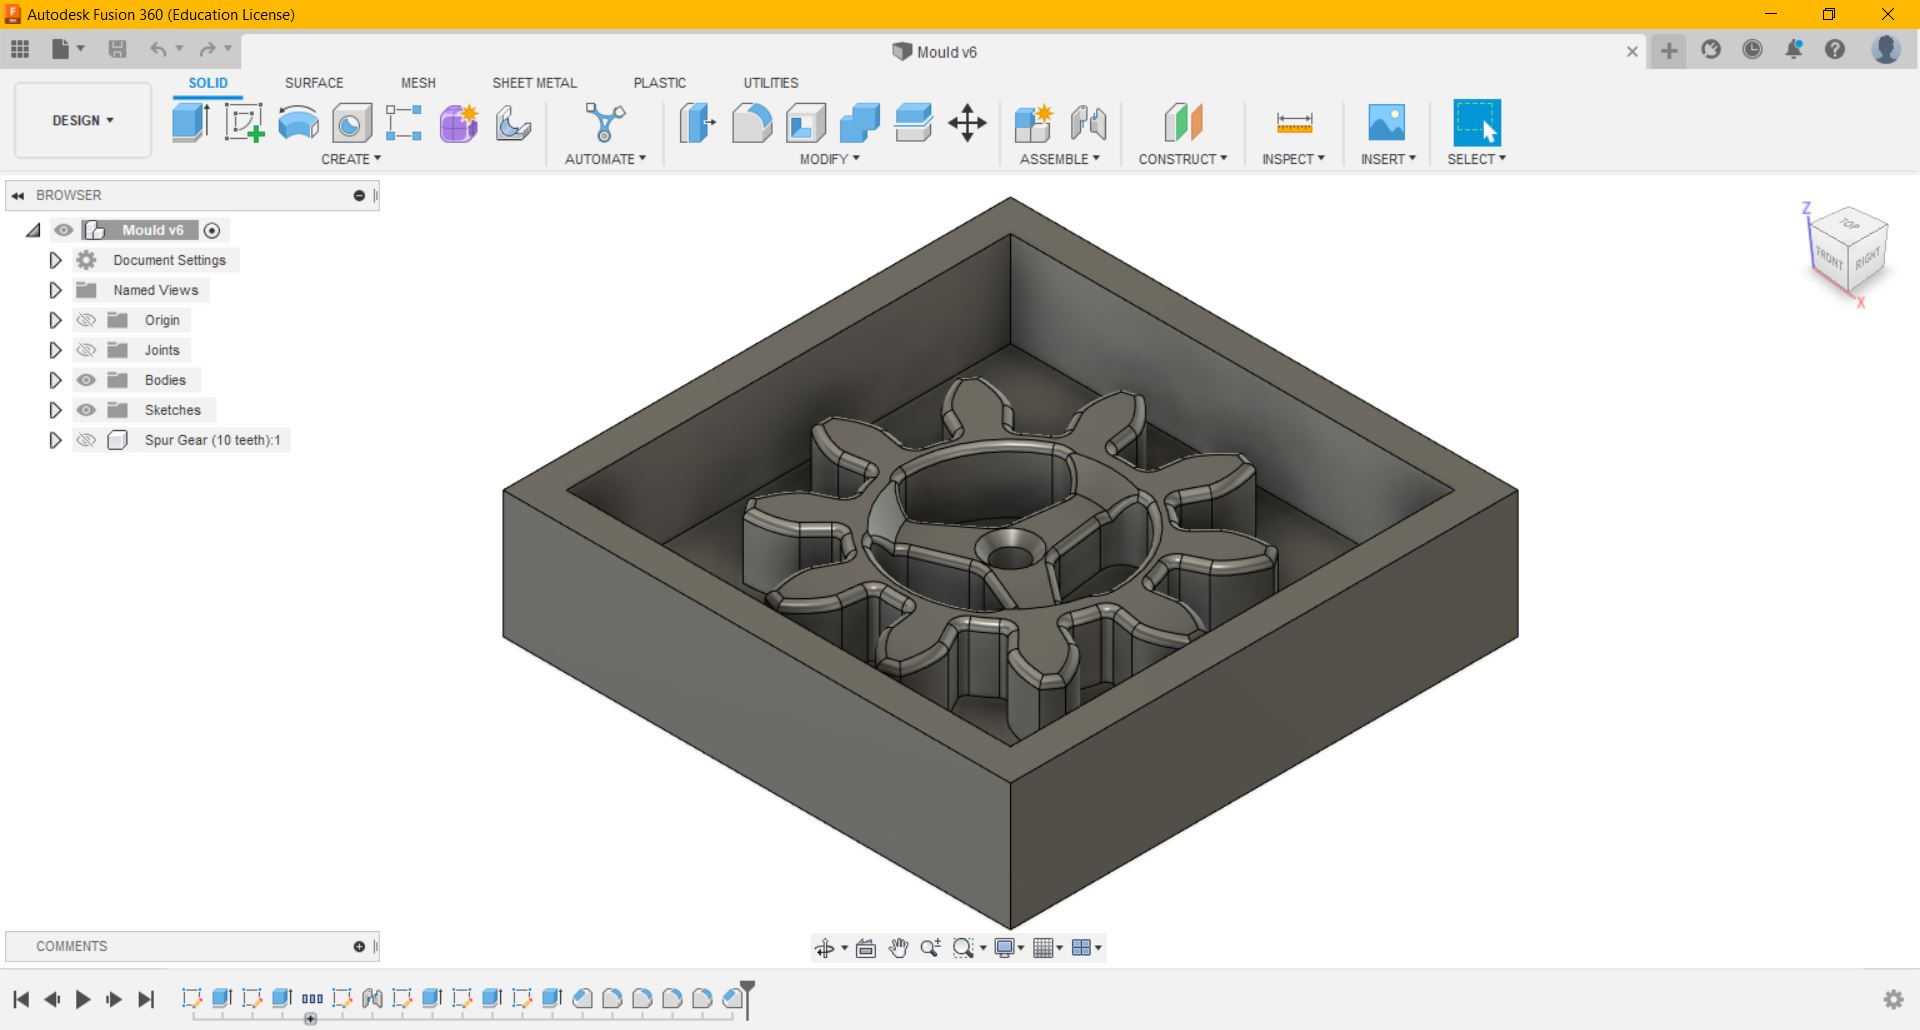 Autodesk Fusion 360 (Education License)
Mould v6
SOLID SURFACE MESH SHEET METAL PLASTIC UTILITIES
DESIGN
CREATE AUTOMATE MODIFY ASSEMBLE CONSTRUCT INSPECT INSERT SELECT
BROWSER
Mould v6
Document Settings
Named Views
Origin
Joints
Bodies
Sketches
Spur Gear (10 teeth):1
Z
TOP
FRONT RIGHT
X
COMMENTS